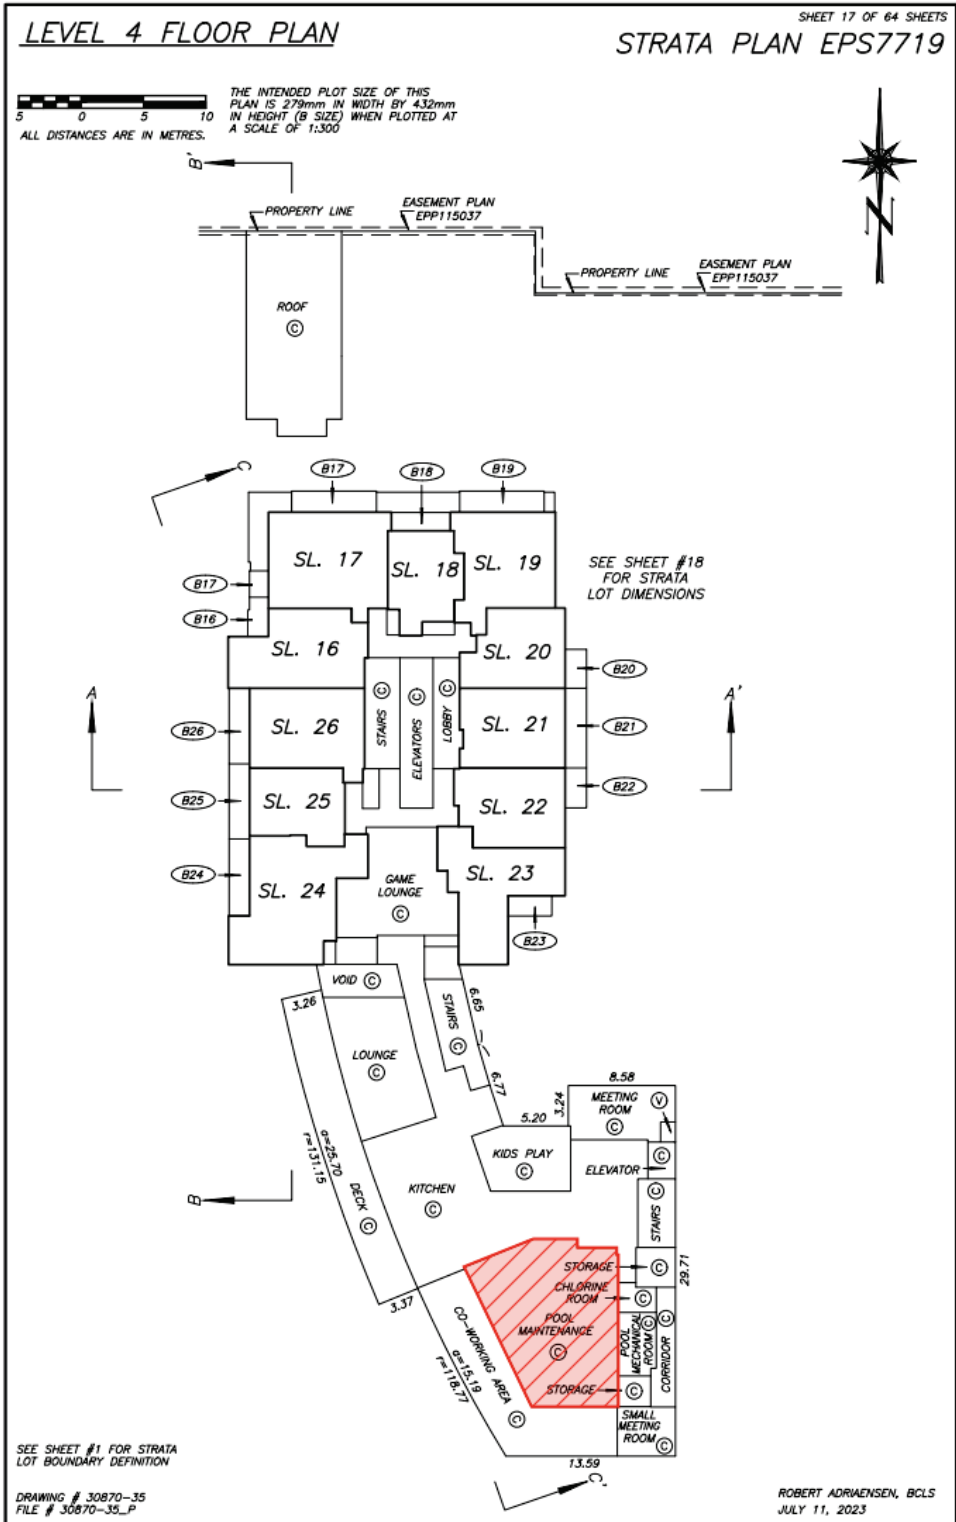 SHEET 17 OF 64 SHEETS
LEVEL 4 FLOOR PLAN
STRATA PLAN EPS7719
THE INTENDED PLOT SIZE OF THIS
PLAN IS 279mm IN WIDTH BY 432mm
IN HEIGHT (B SIZE) WHEN PLOTTED AT
A SCALE OF 1:300
5 0 5 10
ALL DISTANCES ARE IN METRES.
B'
N
PROPERTY LINE
EASEMENT PLAN
EPP115037
PROPERTY LINE
EASEMENT PLAN
EPP115037
ROOF
C
C
B17
B18
B19
SL. 17
SL. 18
SL. 19
SEE SHEET #18
FOR STRATA
LOT DIMENSIONS
B17
B16
SL. 16
SL. 20
B20
A
A'
STAIRS C
ELEVATORS C
LOBBY C
B26
SL. 26
SL. 21
B21
B25
SL. 25
SL. 22
B22
B24
SL. 24
GAME
LOUNGE
C
SL. 23
B23
VOID C
3.26
STAIRS C
6.65
LOUNGE
C
6.77
8.58
MEETING
ROOM
C
V
3.24
5.20
KIDS PLAY
C
ELEVATOR
C
a=25.70
r=131.15
DECK C
KITCHEN
C
STAIRS C
B
STORAGE
C
29.71
CHLORINE
ROOM
C
3.37
POOL
MAINTENANCE
C
POOL
MECHANICAL
ROOM C
CORRIDOR C
CO-WORKING AREA C
a=15.19
r=118.77
STORAGE
C
SMALL
MEETING
ROOM C
13.59
C'
SEE SHEET #1 FOR STRATA
LOT BOUNDARY DEFINITION
DRAWING # 30870-35
FILE # 30870-35_P
ROBERT ADRIAENSEN, BCLS
JULY 11, 2023